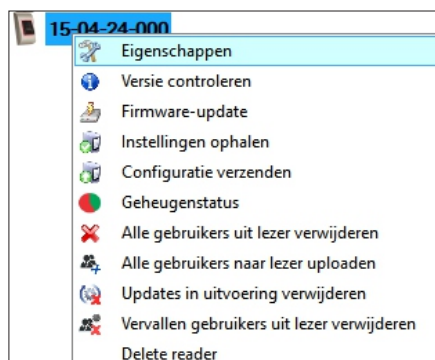 15-04-24-000
Eigenschappen
Versie controleren
Firmware-update
Instellingen ophalen
Configuratie verzenden
Geheugenstatus
Alle gebruikers uit lezer verwijderen
Alle gebruikers naar lezer uploaden
Updates in uitvoering verwijderen
Vervallen gebruikers uit lezer verwijderen
Delete reader